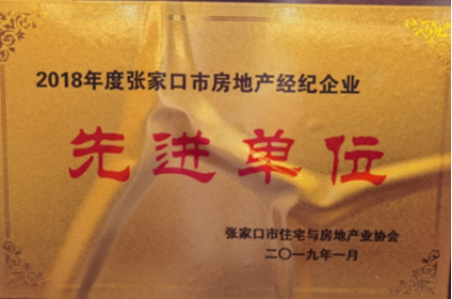 2018年度张家口市房地产经纪企业
先进单位
张家口市住宅与房地产业协会
二〇一九年一月